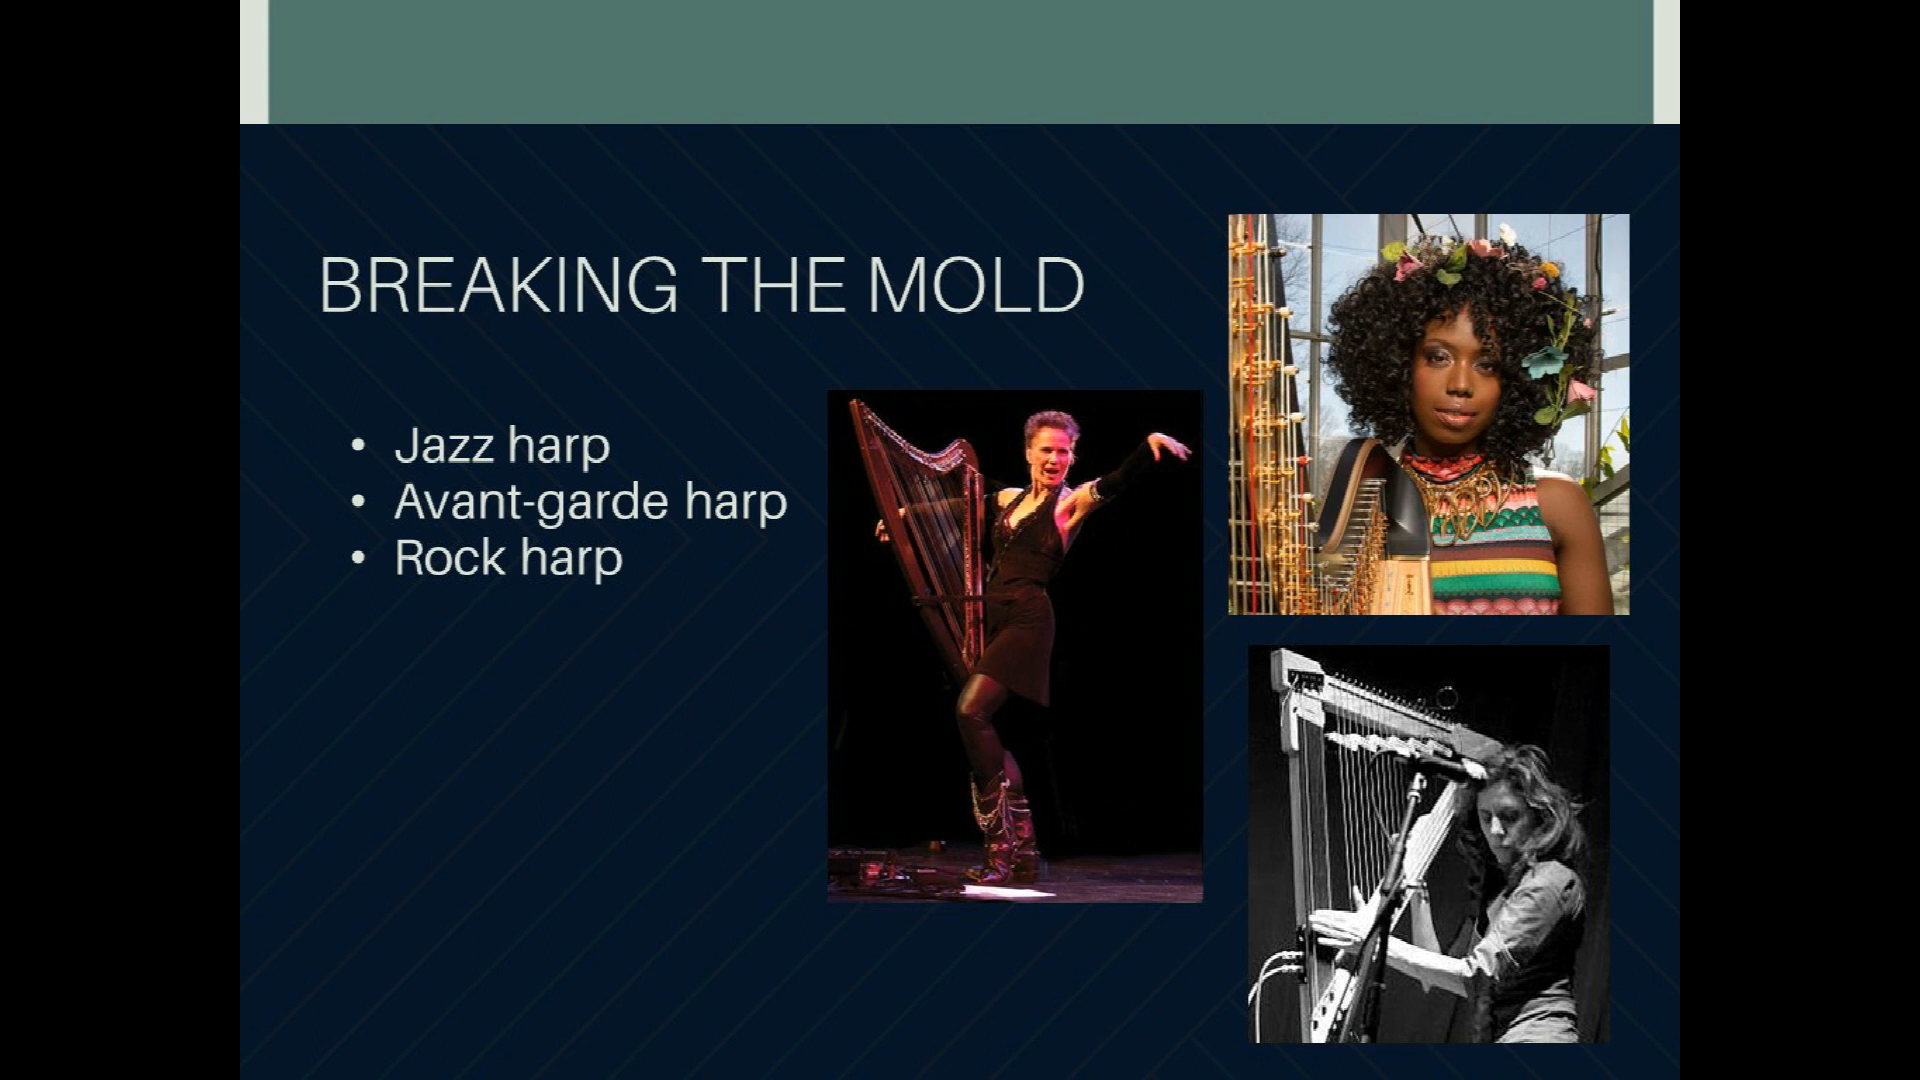 BREAKING THE MOLD
• Jazz harp
• Avant-garde harp
• Rock harp